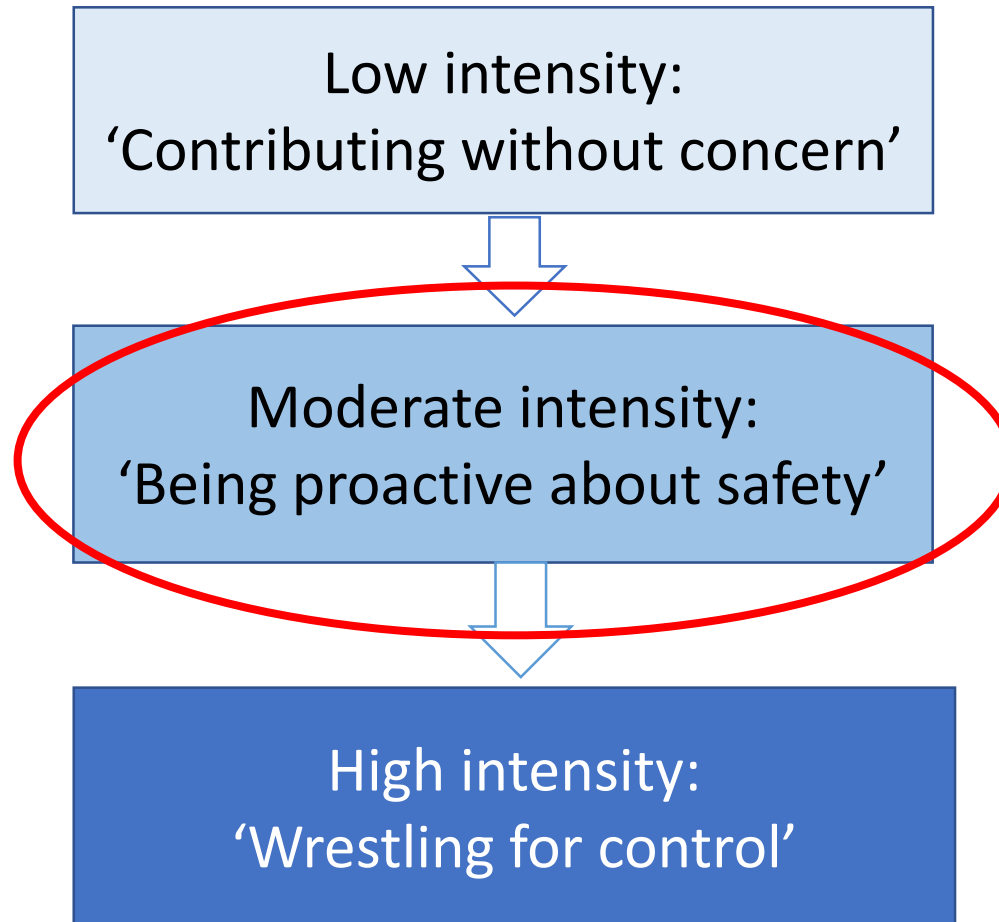 Low intensity:
‘Contributing without concern’
Moderate intensity:
‘Being proactive about safety’
High intensity:
‘Wrestling for control’